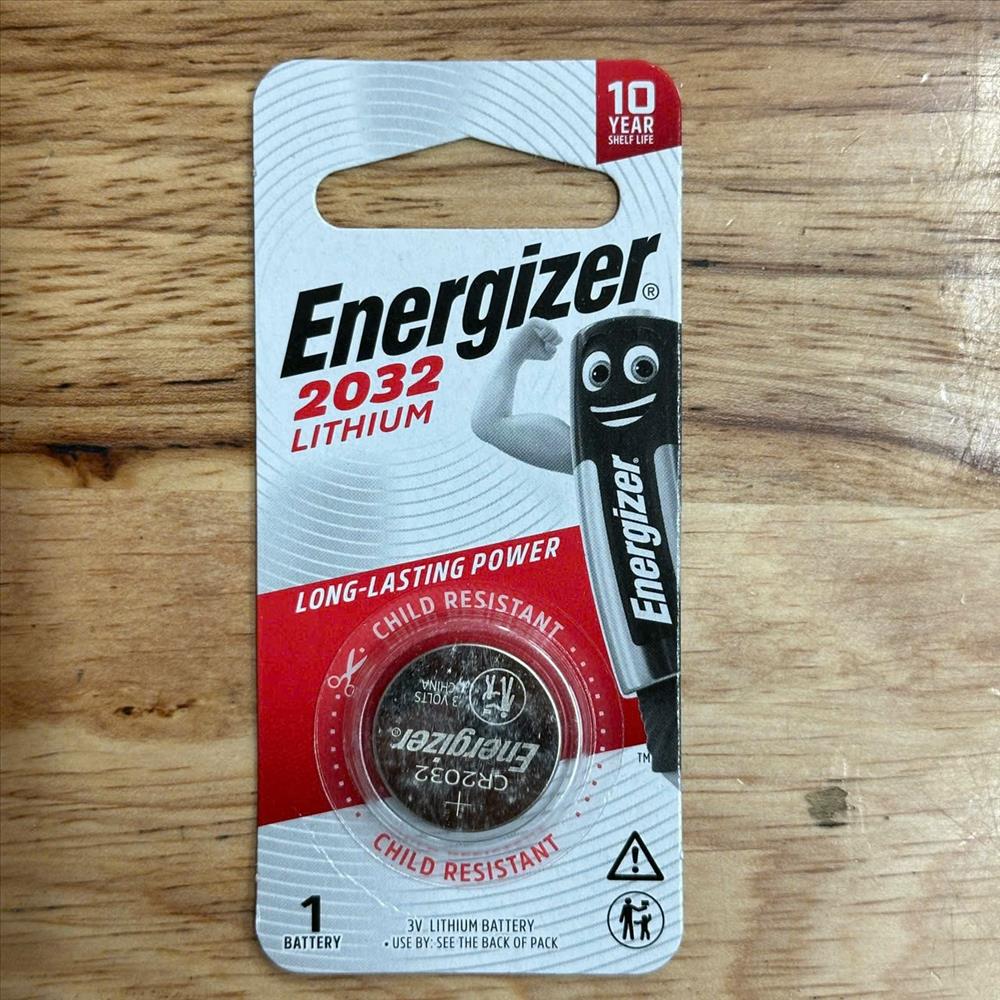 10
YEAR
SHELF LIFE
Energizer®
2032
LITHIUM
Energizer®
LONG-LASTING POWER
CHILD RESISTANT
3 VOLTS
CHINA
Energizer®
CR2032
+
CHILD RESISTANT
TM
1
BATTERY
3V LITHIUM BATTERY
• USE BY: SEE THE BACK OF PACK